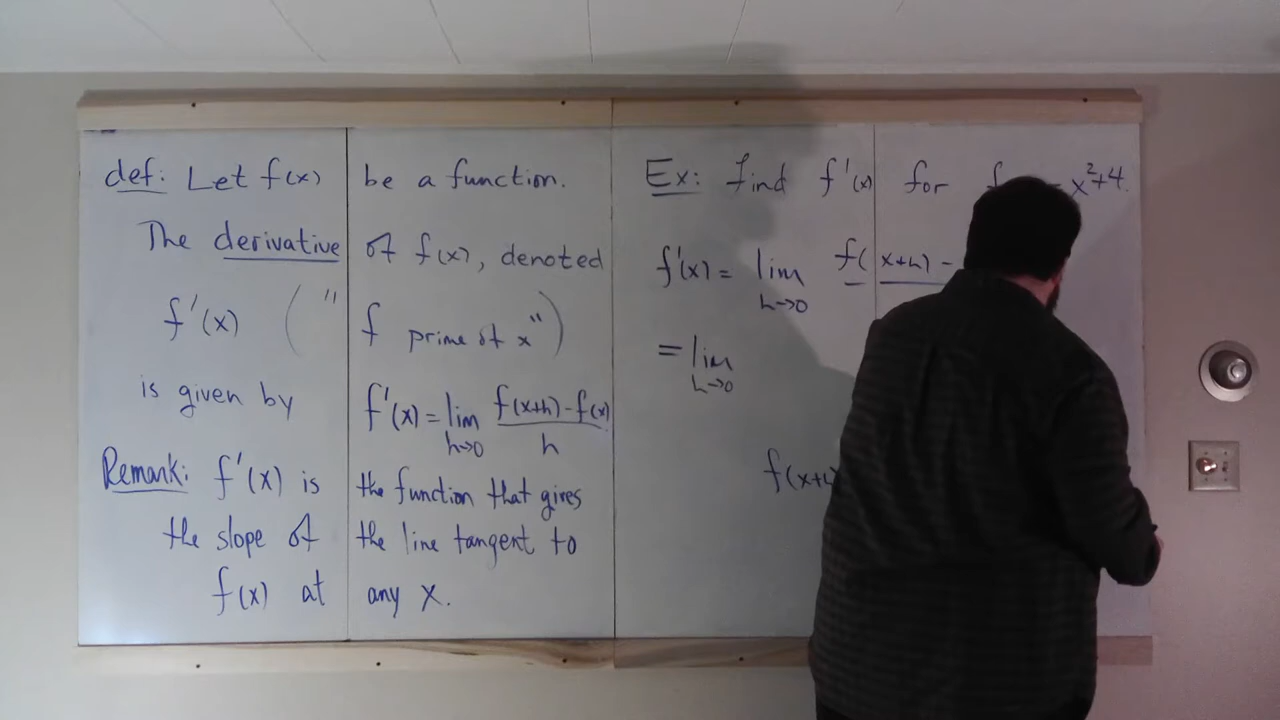 def: Let f(x) be a function.
The derivative of f(x), denoted
f'(x) ("f prime of x")
is given by f'(x) = lim h→0 f(x+h) - f(x) / h
Remark: f'(x) is the function that gives
the slope of the line tangent to
f(x) at any x.
Ex: find f'(x) for f x²+4.
f'(x) = lim h→0 f(x+h) -
= lim h→0
f(x+h)